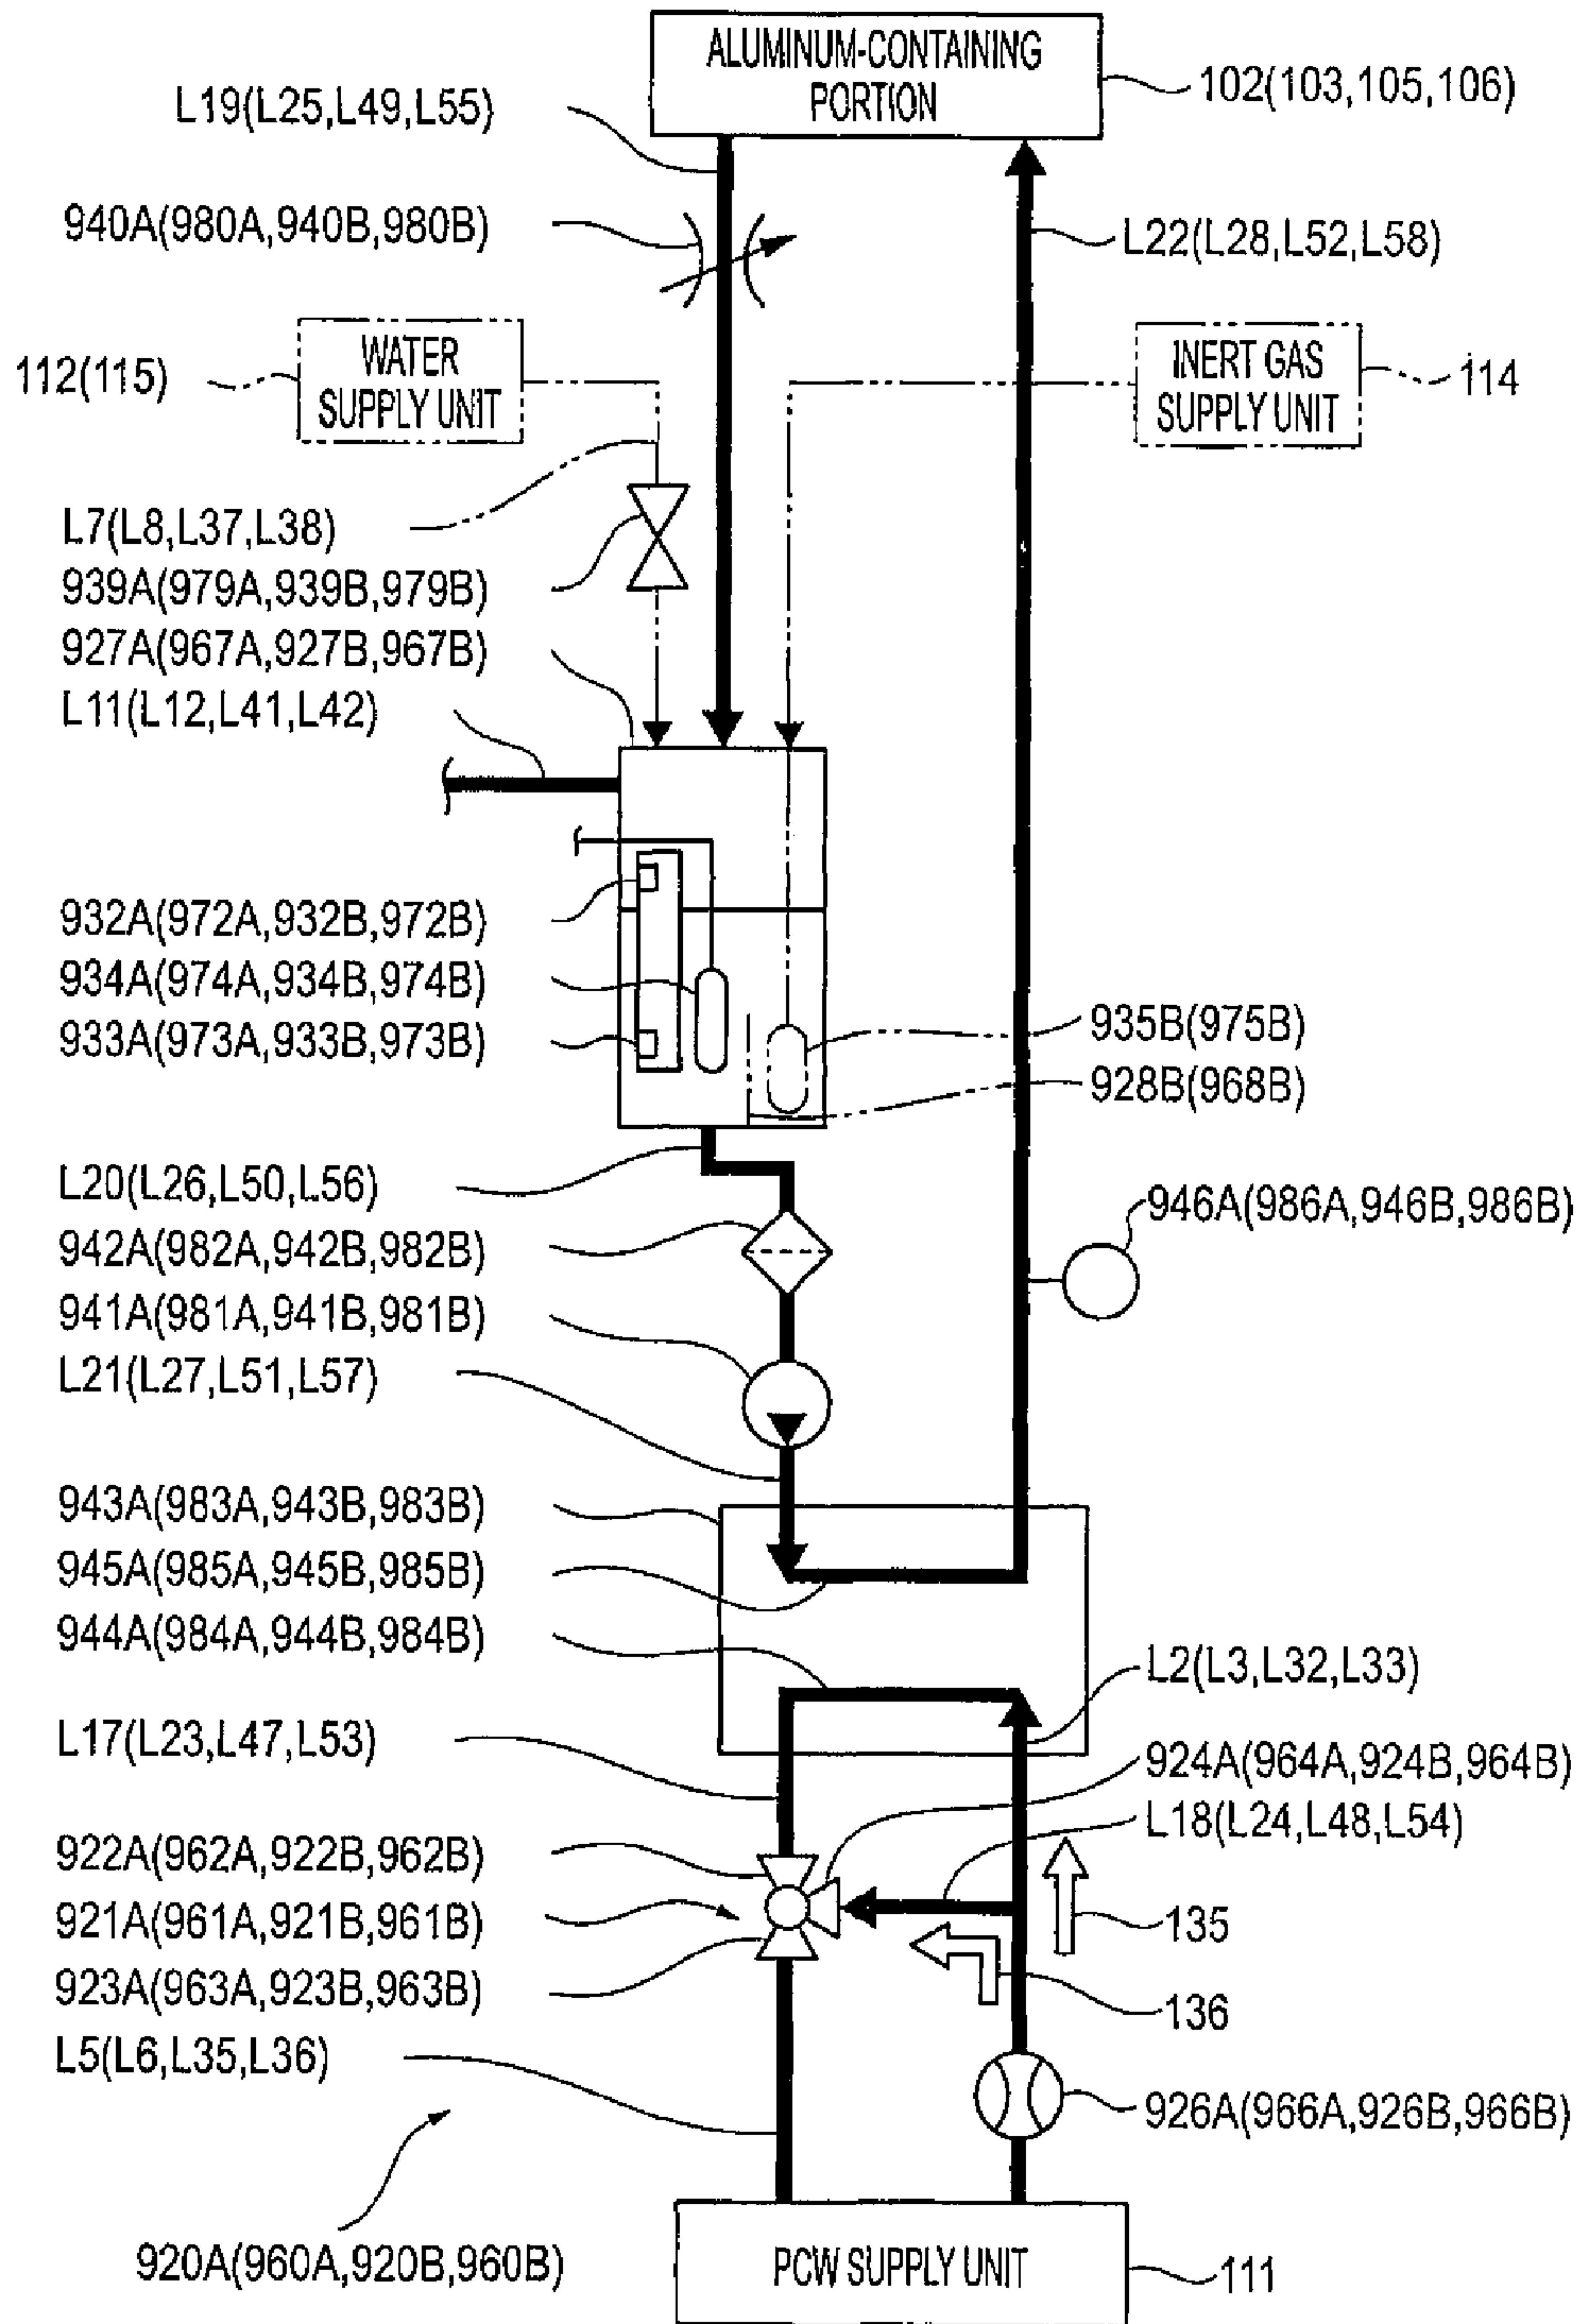 ALUMINUM-CONTAINING
PORTION
102(103,105,106)
L19(L25,L49,L55)
940A(980A,940B,980B)
L22(L28,L52,L58)
WATER
SUPPLY UNIT
112(115)
INERT GAS
SUPPLY UNIT
114
L7(L8,L37,L38)
939A(979A,939B,979B)
927A(967A,927B,967B)
L11(L12,L41,L42)
932A(972A,932B,972B)
934A(974A,934B,974B)
933A(973A,933B,973B)
935B(975B)
928B(968B)
L20(L26,L50,L56)
946A(986A,946B,986B)
942A(982A,942B,982B)
941A(981A,941B,981B)
L21(L27,L51,L57)
943A(983A,943B,983B)
945A(985A,945B,985B)
944A(984A,944B,984B)
L2(L3,L32,L33)
L17(L23,L47,L53)
924A(964A,924B,964B)
L18(L24,L48,L54)
922A(962A,922B,962B)
921A(961A,921B,961B)
135
923A(963A,923B,963B)
136
L5(L6,L35,L36)
926A(966A,926B,966B)
920A(960A,920B,960B)
PCW SUPPLY UNIT
111